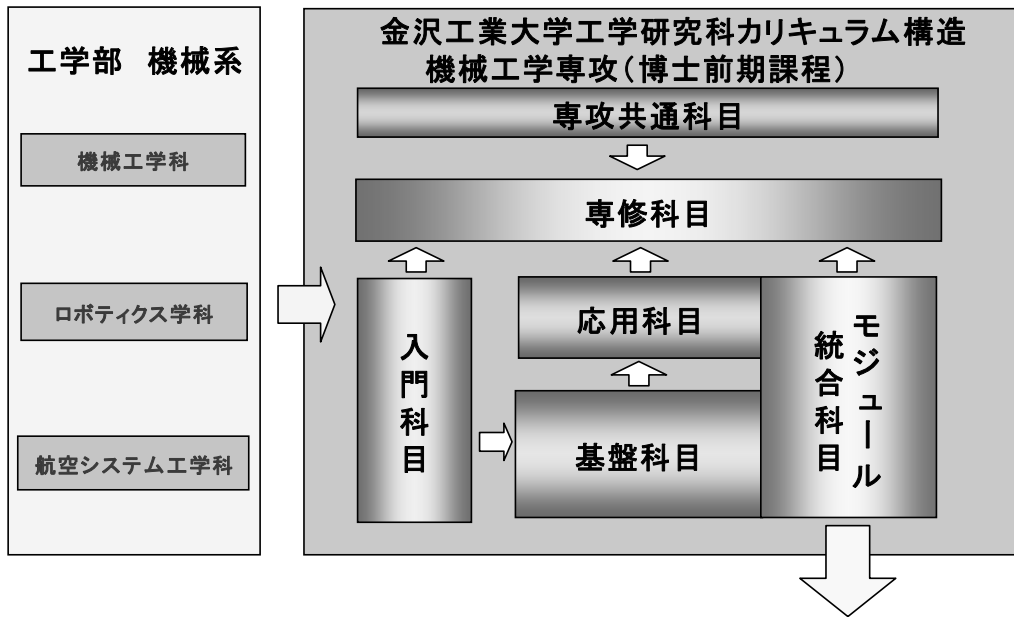 工学部 機械系
機械工学科
ロボティクス学科
航空システム工学科
金沢工業大学工学研究科カリキュラム構造
機械工学専攻(博士前期課程)
専攻共通科目
専修科目
入門科目
応用科目
基盤科目
モジュール
統合科目